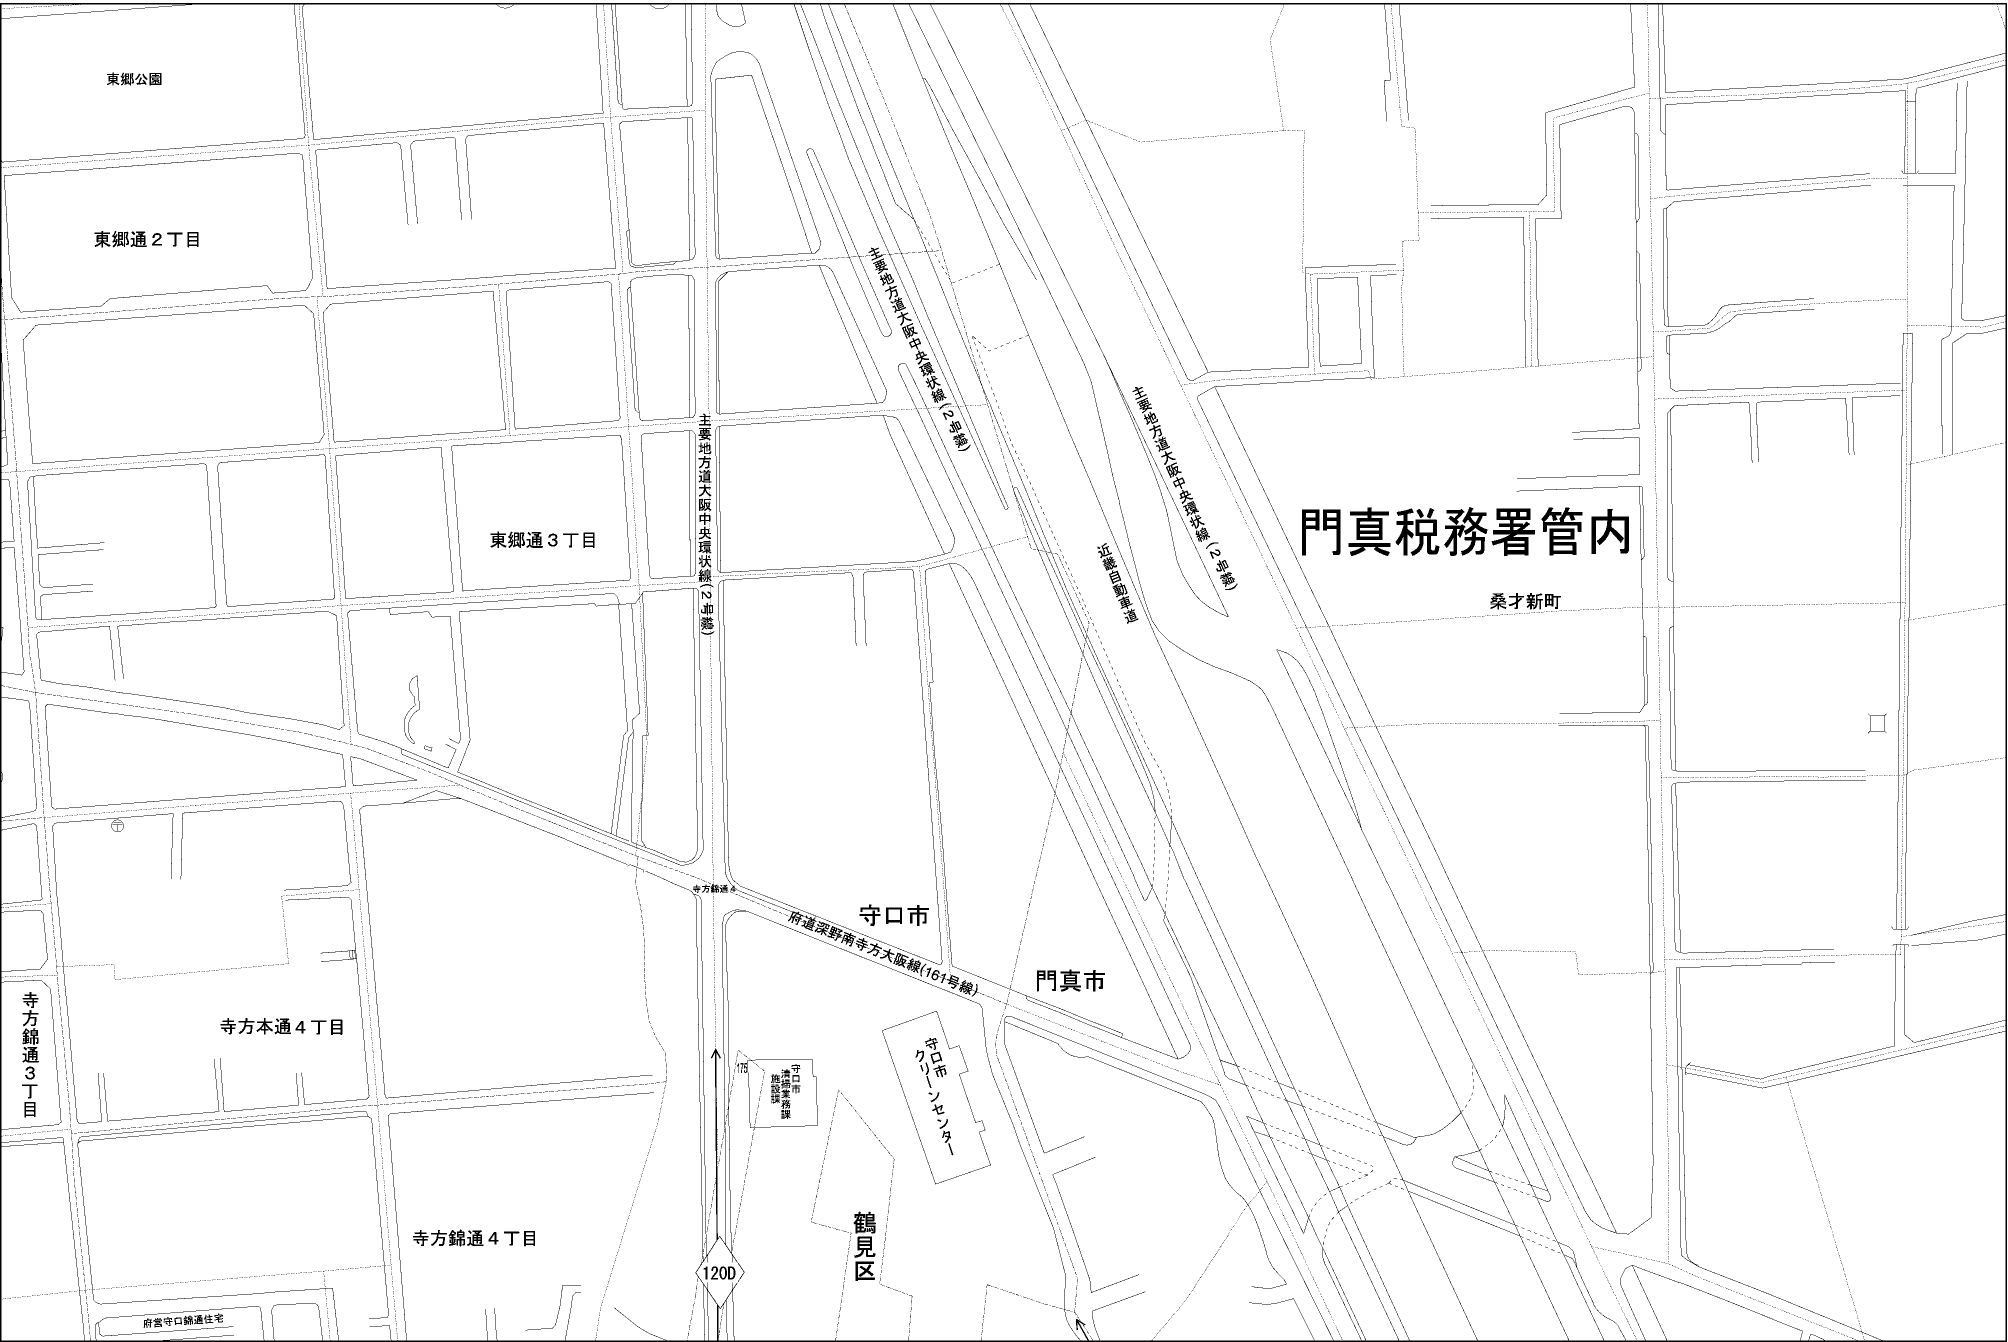 東郷公園
東郷通２丁目
主要地方道大阪中央環状線(２号線)
主要地方道大阪中央環状線(２号線)
主要地方道大阪中央環状線(２号線)
東郷通３丁目
近畿自動車道
門真税務署管内
桑才新町
寺方錦通４
守口市
府道深野南寺方大阪線(161号線)
門真市
寺方錦通３丁目
寺方本通４丁目
175
守口市
清掃業務課
施設課
守口市
クリーンセンター
鶴見区
寺方錦通４丁目
120D
府営守口錦通住宅